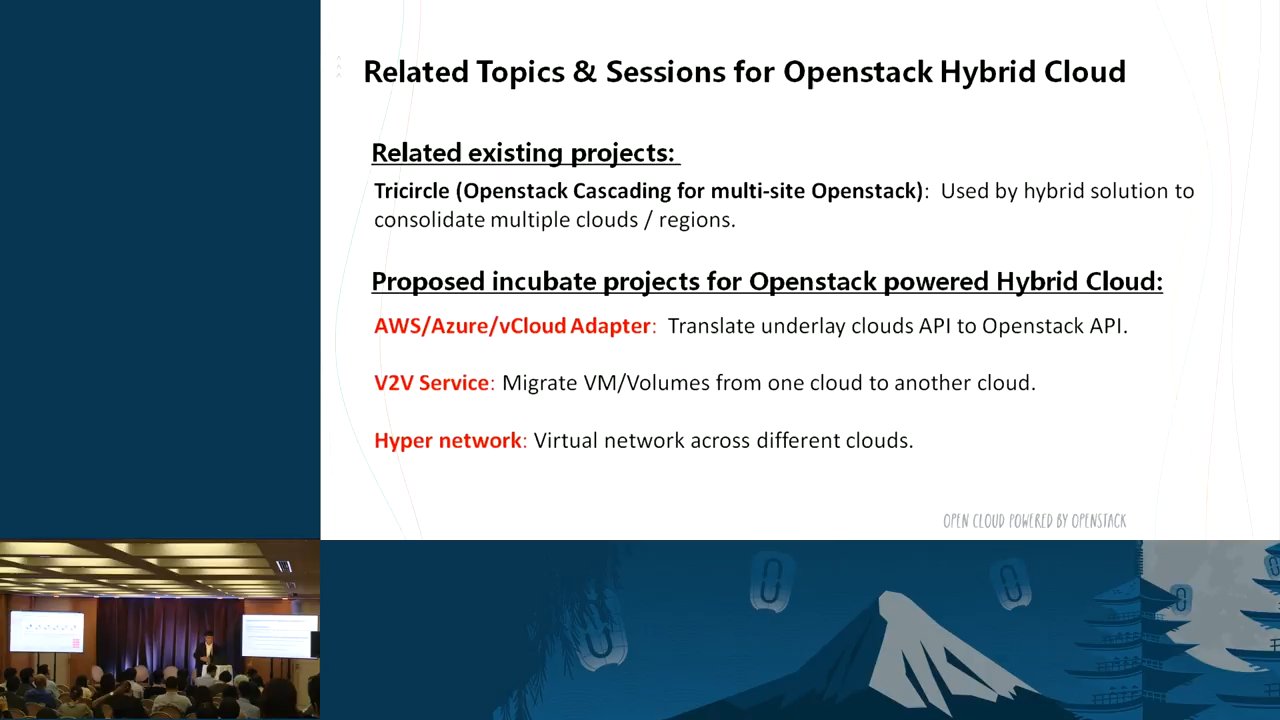 Related Topics & Sessions for Openstack Hybrid Cloud
Related existing projects:
Tricircle (Openstack Cascading for multi-site Openstack): Used by hybrid solution to
consolidate multiple clouds / regions.
Proposed incubate projects for Openstack powered Hybrid Cloud:
AWS/Azure/vCloud Adapter: Translate underlay clouds API to Openstack API.
V2V Service: Migrate VM/Volumes from one cloud to another cloud.
Hyper network: Virtual network across different clouds.
OPEN CLOUD POWERED BY OPENSTACK